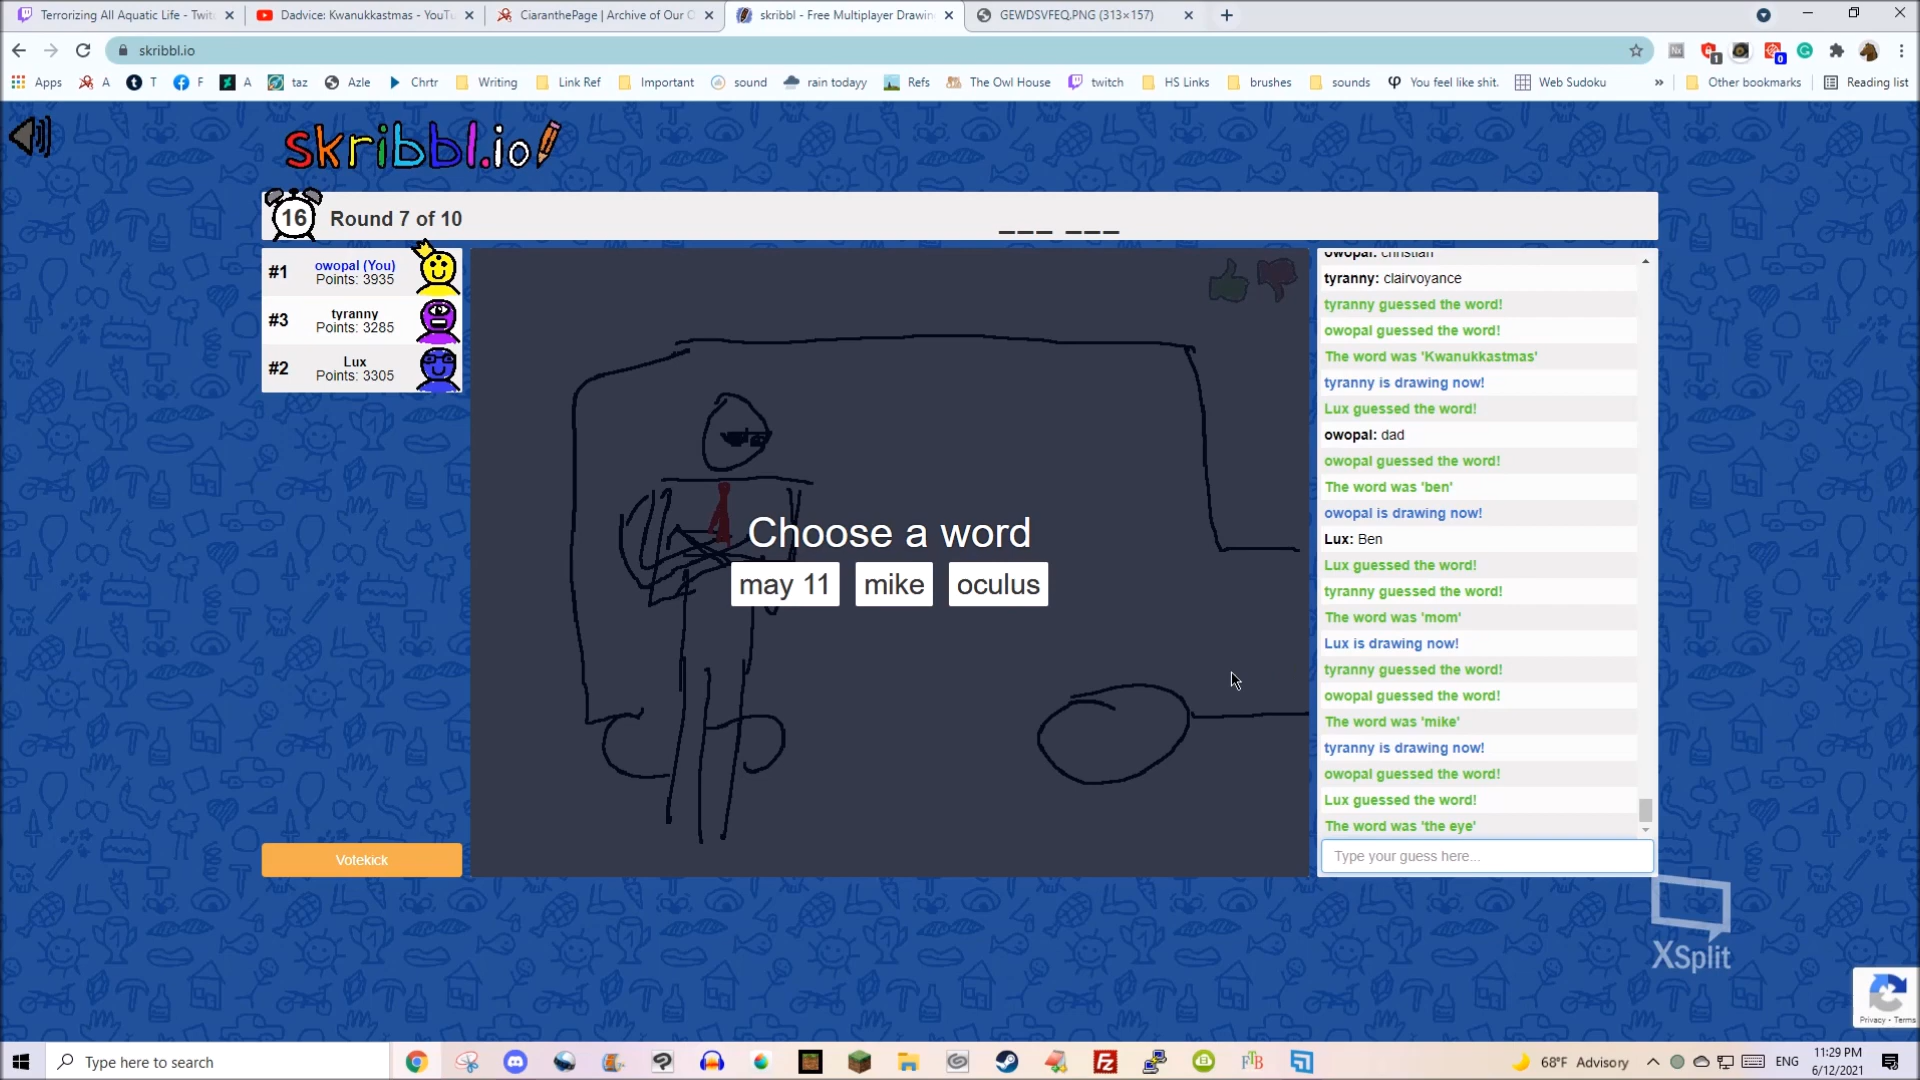 Terrorizing All Aquatic Life - Twit
Dadvice: Kwanukkastmas - YouTu
CiaranthePage | Archive of Our O
skribbl - Free Multiplayer Drawin
GEWDSVFEQ.PNG (313×157)
skribbl.io
Apps A T F A taz Azle Chrtr Writing Link Ref Important sound rain todayy Refs The Owl House twitch HS Links brushes sounds You feel like shit. Web Sudoku » Other bookmarks Reading list
skribbl.io
16 Round 7 of 10
___ ___
#1 owopal (You)
Points: 3935
#3 tyranny
Points: 3285
#2 Lux
Points: 3305
Votekick
Choose a word
may 11 mike oculus
owopal: christian
tyranny: clairvoyance
tyranny guessed the word!
owopal guessed the word!
The word was 'Kwanukkastmas'
tyranny is drawing now!
Lux guessed the word!
owopal: dad
owopal guessed the word!
The word was 'ben'
owopal is drawing now!
Lux: Ben
Lux guessed the word!
tyranny guessed the word!
The word was 'mom'
Lux is drawing now!
tyranny guessed the word!
owopal guessed the word!
The word was 'mike'
tyranny is drawing now!
owopal guessed the word!
Lux guessed the word!
The word was 'the eye'
Type your guess here...
XSplit
Privacy - Terms
Type here to search
FTB
68°F Advisory
ENG
11:29 PM
6/12/2021